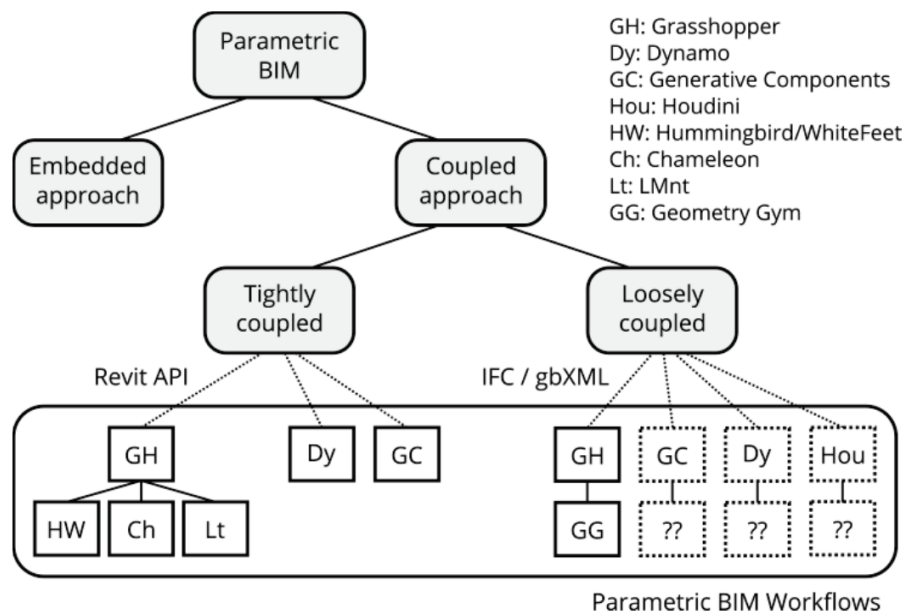 Parametric
BIM
GH: Grasshopper
Dy: Dynamo
GC: Generative Components
Hou: Houdini
HW: Hummingbird/WhiteFeet
Ch: Chameleon
Lt: LMnt
GG: Geometry Gym
Embedded
approach
Coupled
approach
Tightly
coupled
Loosely
coupled
Revit API
IFC / gbXML
GH
Dy
GC
GH
GC
Dy
Hou
HW
Ch
Lt
GG
??
??
??
Parametric BIM Workflows